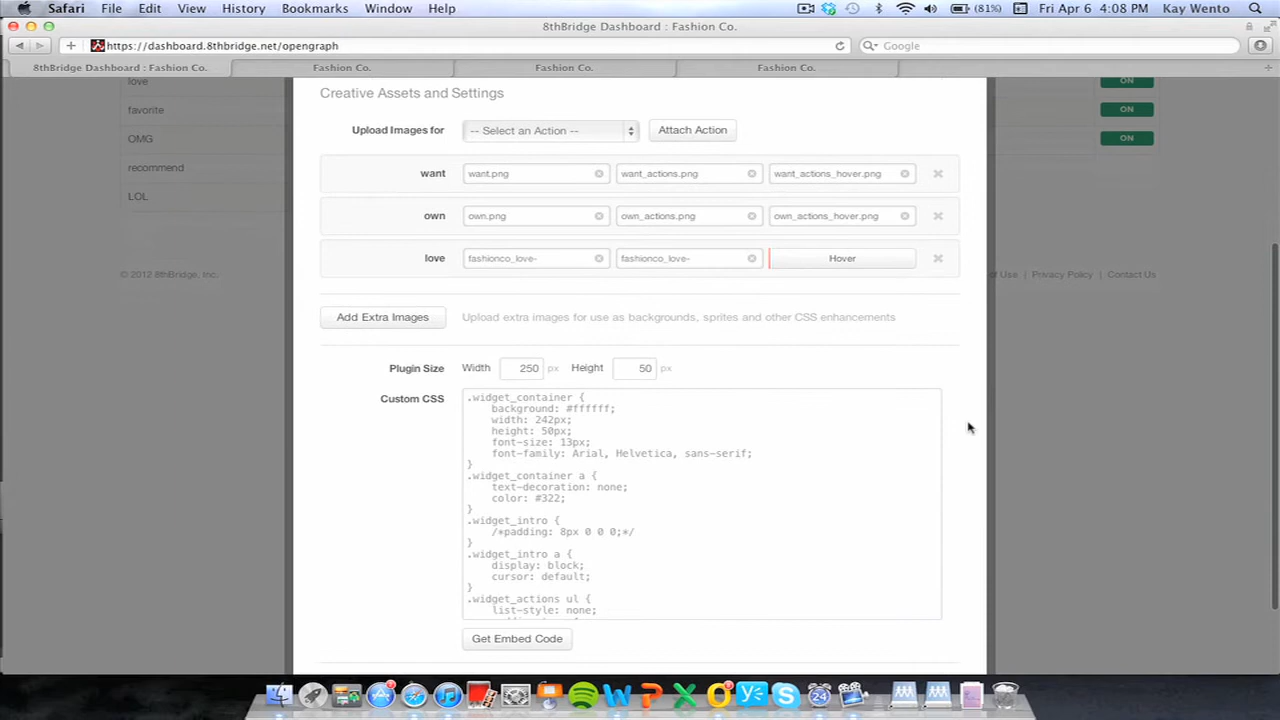 Safari File Edit View History Bookmarks Window Help (81%) Fri Apr 6 4:08 PM Kay Wento
8thBridge Dashboard : Fashion Co.
https://dashboard.8thbridge.net/opengraph Google
8thBridge Dashboard : Fashion Co. Fashion Co. Fashion Co. Fashion Co.
love ON
Creative Assets and Settings
favorite ON
Upload Images for -- Select an Action -- Attach Action
OMG ON
recommend
want want.png want_actions.png want_actions_hover.png
LOL
own own.png own_actions.png own_actions_hover.png
love fashionco_love- fashionco_love- Hover
© 2012 8thBridge, Inc. of Use. | Privacy Policy | Contact Us
Add Extra Images Upload extra images for use as backgrounds, sprites and other CSS enhancements
Plugin Size Width 250 px Height 50 px
Custom CSS
.widget_container {
background: #ffffff;
width: 242px;
height: 50px;
font-size: 13px;
font-family: Arial, Helvetica, sans-serif;
}
.widget_container a {
text-decoration: none;
color: #322;
}
.widget_intro {
/*padding: 8px 0 0 0;*/
}
.widget_intro a {
display: block;
cursor: default;
}
.widget_actions ul {
list-style: none;
Get Embed Code